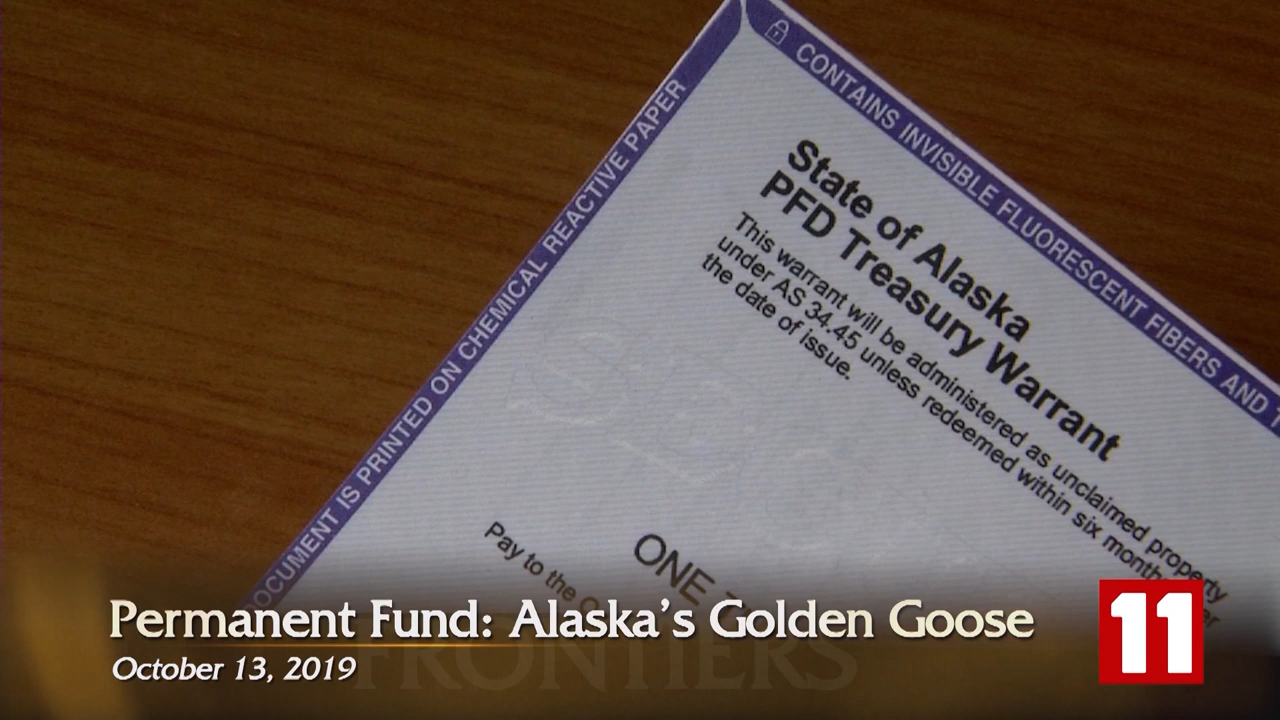 CONTAINS INVISIBLE FLUORESCENT FIBERS AND
DOCUMENT IS PRINTED ON CHEMICAL REACTIVE PAPER
State of Alaska
PFD Treasury Warrant
This warrant will be administered as unclaimed property
under AS 34.45 unless redeemed within six months
the date of issue.
ONE
Pay to the
Permanent Fund: Alaska's Golden Goose
October 13, 2019
FRONTIERS
11